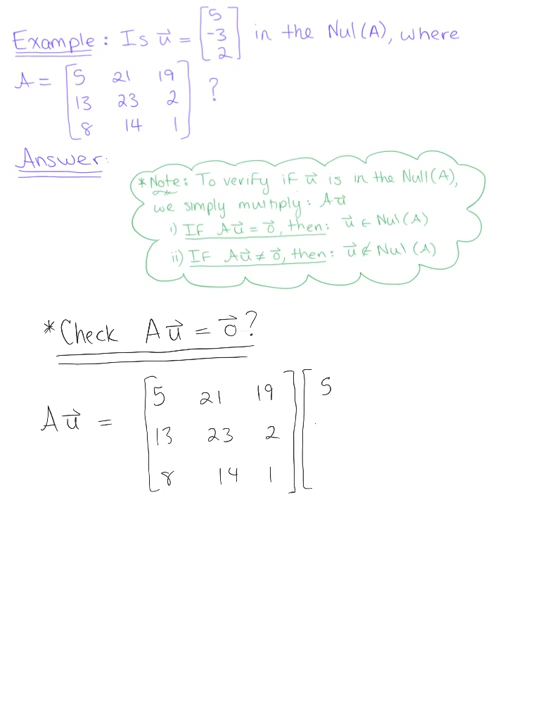 Example: Is u⃗ = [5 -3 2] in the Nul(A), where
A = [5 21 19
13 23 2
8 14 1] ?
Answer:
*Note: To verify if u⃗ is in the Null(A),
we simply multiply: Au⃗
i) IF Au⃗ = 0⃗, then: u⃗ ∈ Nul(A)
ii) IF Au⃗ ≠ 0⃗, then: u⃗ ∉ Nul(A)
*Check Au⃗ = 0⃗?
Au⃗ = [5 21 19
13 23 2
8 14 1] [5